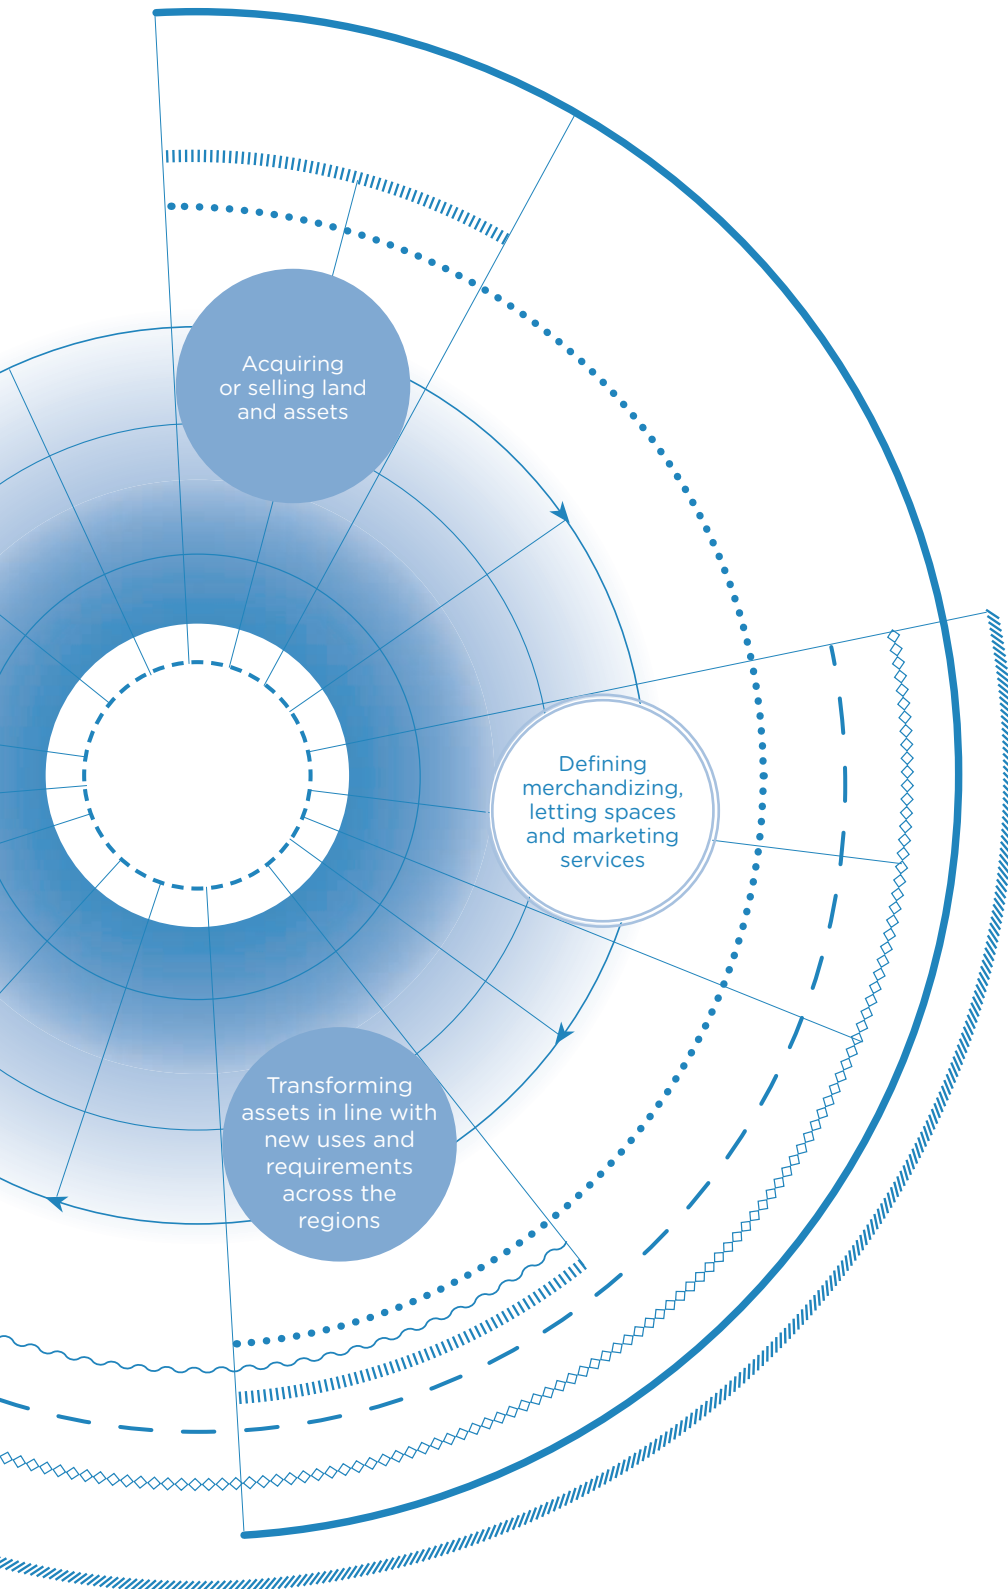 Acquiring
or selling land
and assets
Defining
merchandizing,
letting spaces
and marketing
services
Transforming
assets in line with
new uses and
requirements
across the
regions